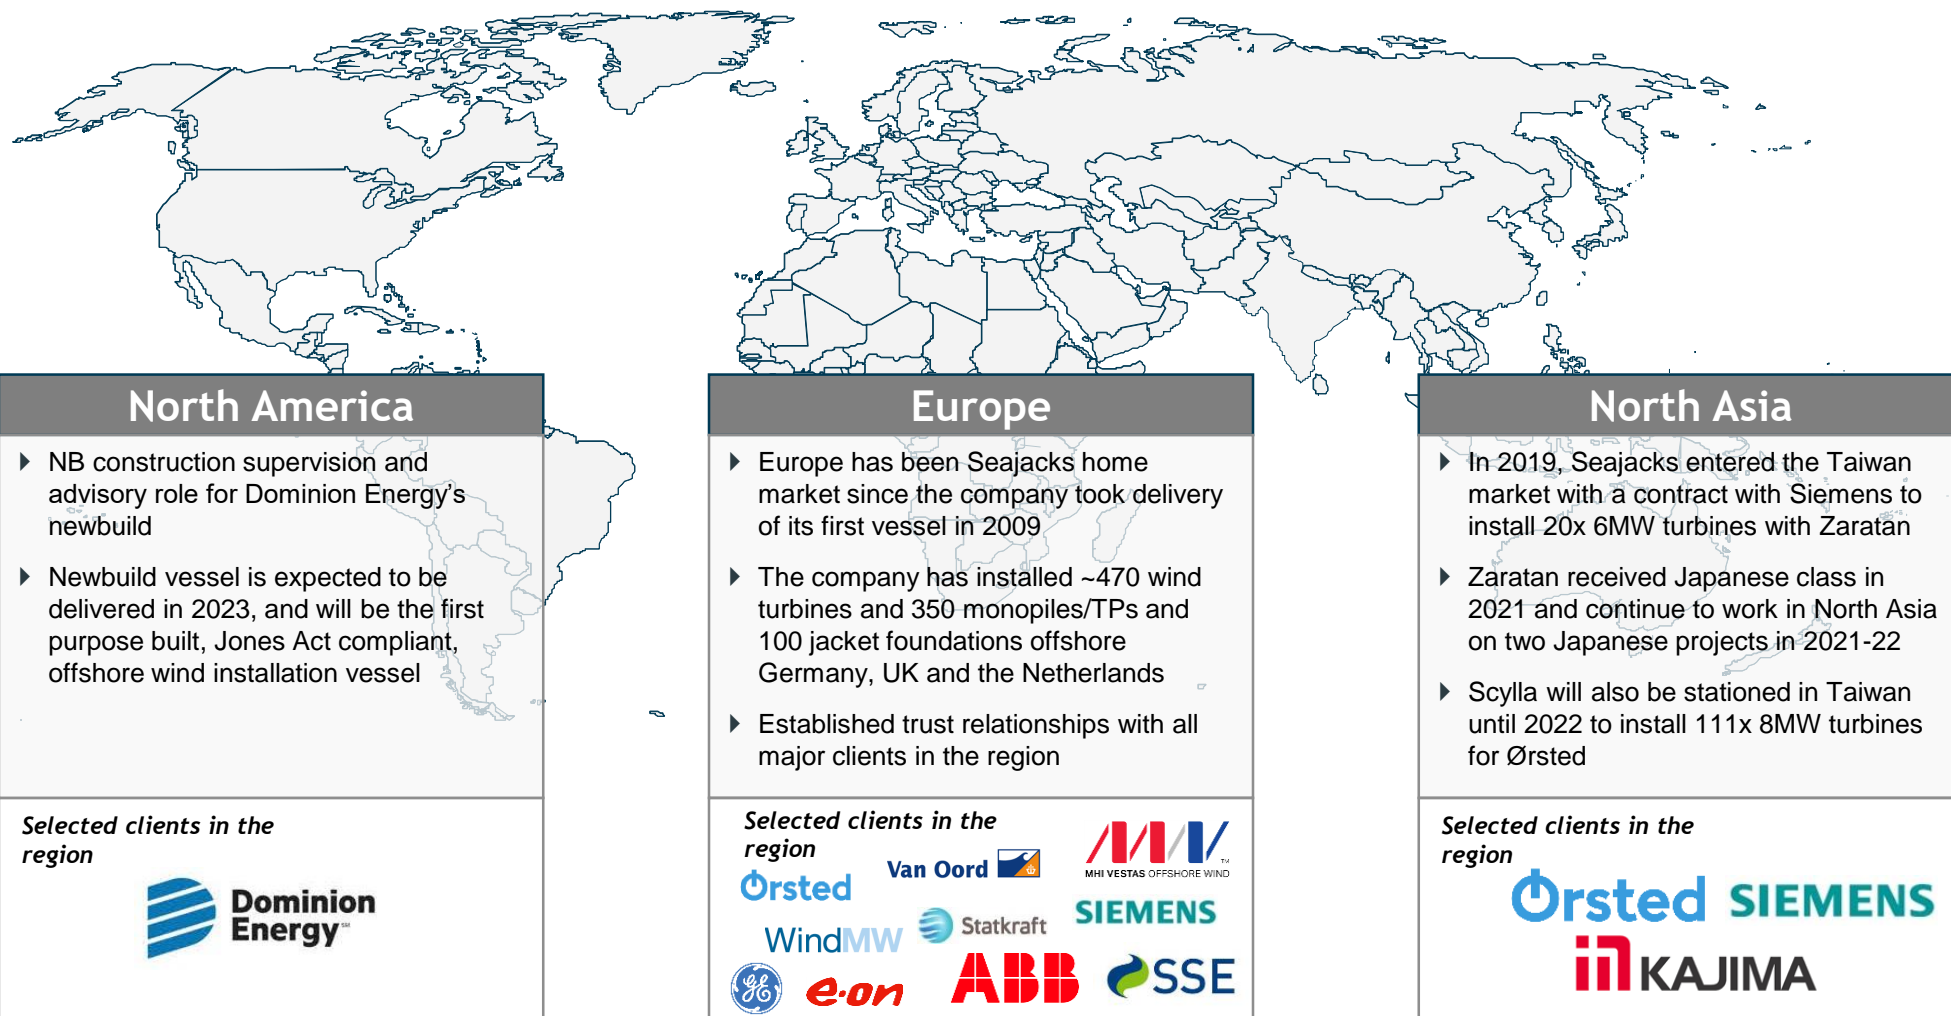 North America
NB construction supervision and
advisory role for Dominion Energy’s
newbuild
Newbuild vessel is expected to be
delivered in 2023, and will be the first
purpose built, Jones Act compliant,
offshore wind installation vessel
Selected clients in the
region
Dominion
Energy℠
Europe
Europe has been Seajacks home
market since the company took delivery
of its first vessel in 2009
The company has installed ~470 wind
turbines and 350 monopiles/TPs and
100 jacket foundations offshore
Germany, UK and the Netherlands
Established trust relationships with all
major clients in the region
Selected clients in the
region
Van Oord
MHI VESTAS OFFSHORE WIND™
Ørsted
Statkraft
SIEMENS
WindMW
GE
e·on
ABB
SSE
North Asia
In 2019, Seajacks entered the Taiwan
market with a contract with Siemens to
install 20x 6MW turbines with Zaratan
Zaratan received Japanese class in
2021 and continue to work in North Asia
on two Japanese projects in 2021-22
Scylla will also be stationed in Taiwan
until 2022 to install 111x 8MW turbines
for Ørsted
Selected clients in the
region
Ørsted
SIEMENS
KAJIMA